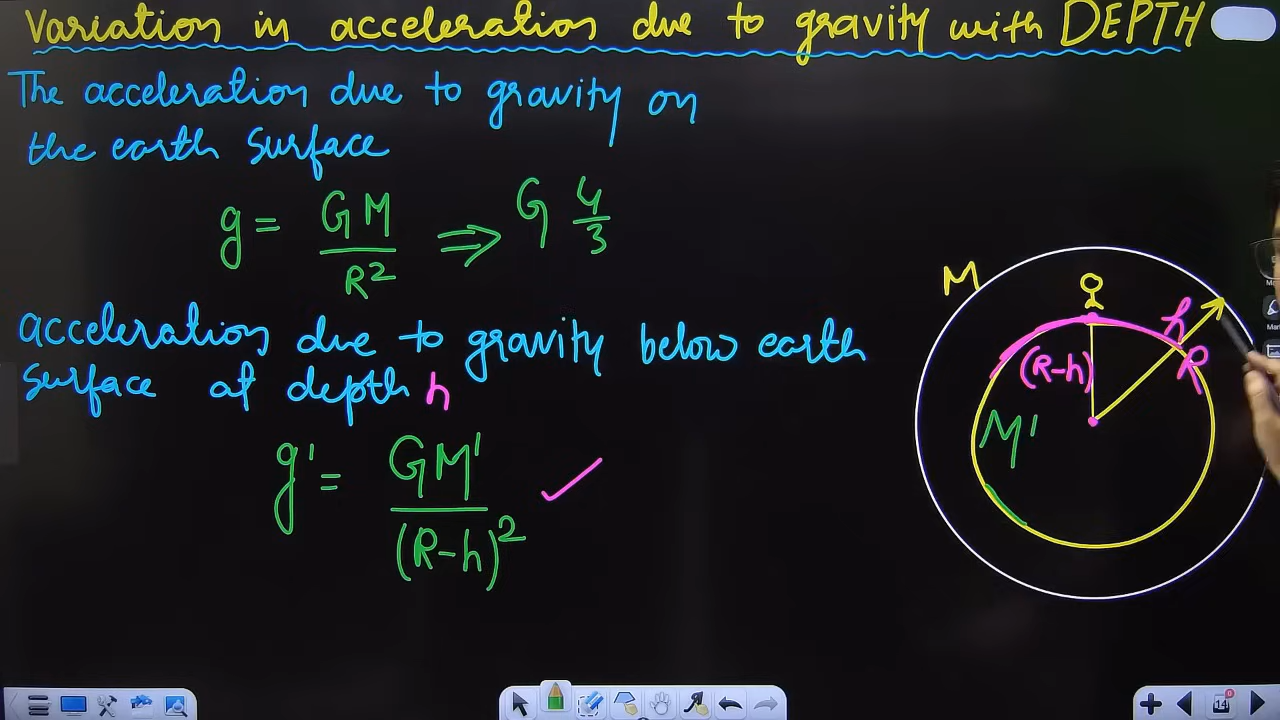 Variation in acceleration due to gravity with DEPTH
The acceleration due to gravity on
the earth surface
g = GM / R² ⇒ G 4/3
M
h
R
(R-h)
M'
acceleration due to gravity below earth
surface at depth h
g' = GM' / (R-h)² ✓
14